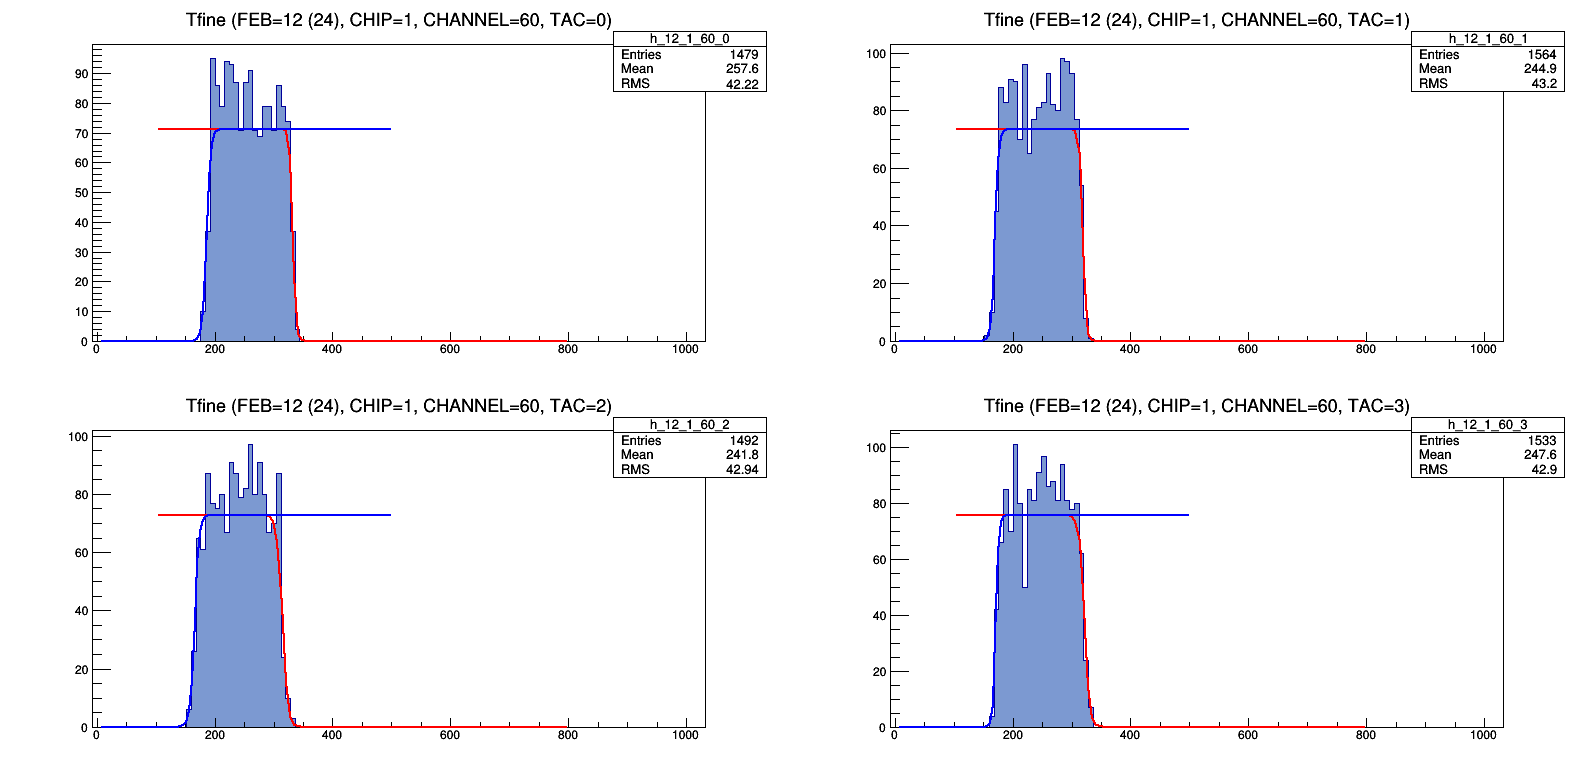 Tfine (FEB=12 (24), CHIP=1, CHANNEL=60, TAC=0)
h_12_1_60_0
Entries 1479
Mean 257.6
RMS 42.22
90
80
70
60
50
40
30
20
10
0
0 200 400 600 800 1000
Tfine (FEB=12 (24), CHIP=1, CHANNEL=60, TAC=1)
h_12_1_60_1
Entries 1564
Mean 244.9
RMS 43.2
100
80
60
40
20
0
0 200 400 600 800 1000
Tfine (FEB=12 (24), CHIP=1, CHANNEL=60, TAC=2)
h_12_1_60_2
Entries 1492
Mean 241.8
RMS 42.94
100
80
60
40
20
0
0 200 400 600 800 1000
Tfine (FEB=12 (24), CHIP=1, CHANNEL=60, TAC=3)
h_12_1_60_3
Entries 1533
Mean 247.6
RMS 42.9
100
80
60
40
20
0
0 200 400 600 800 1000